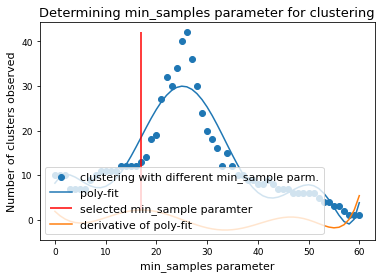 Determining min_samples parameter for clustering
Number of clusters observed
40
30
20
10
0
clustering with different min_sample parm.
poly-fit
selected min_sample paramter
derivative of poly-fit
0 10 20 30 40 50 60
min_samples parameter